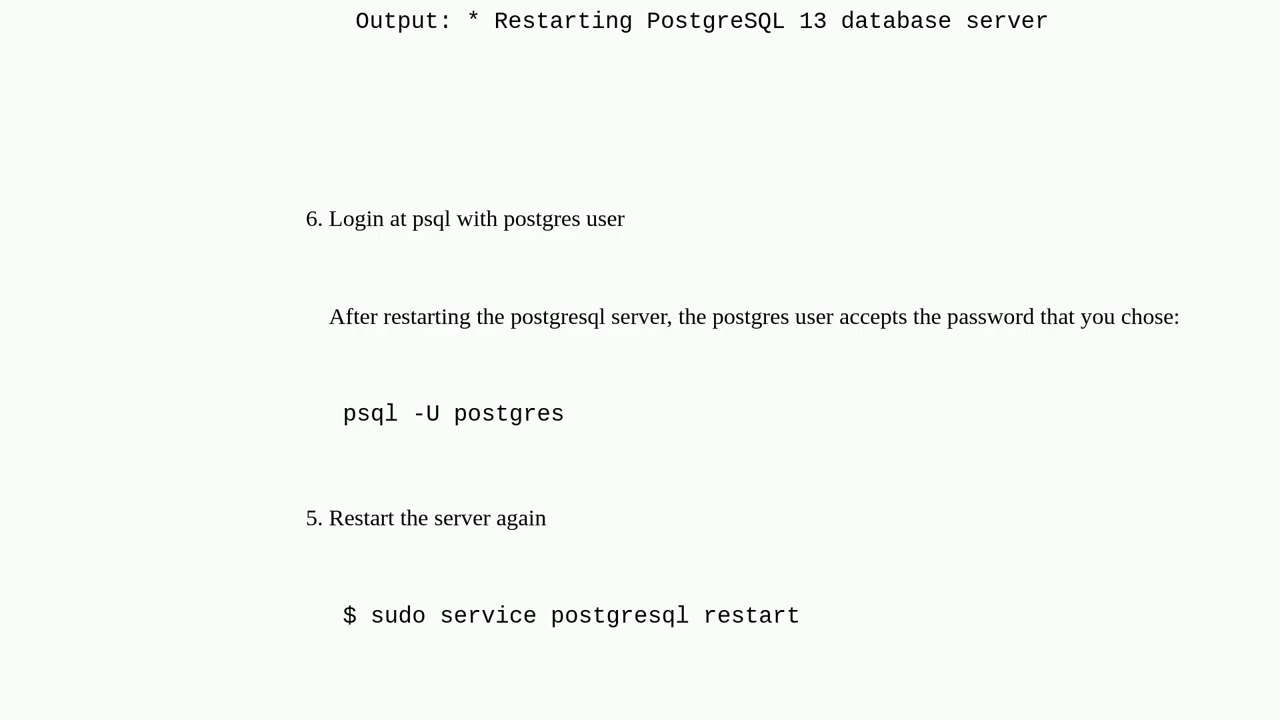 Output: * Restarting PostgreSQL 13 database server
6. Login at psql with postgres user
After restarting the postgresql server, the postgres user accepts the password that you chose:
psql -U postgres
5. Restart the server again
$ sudo service postgresql restart